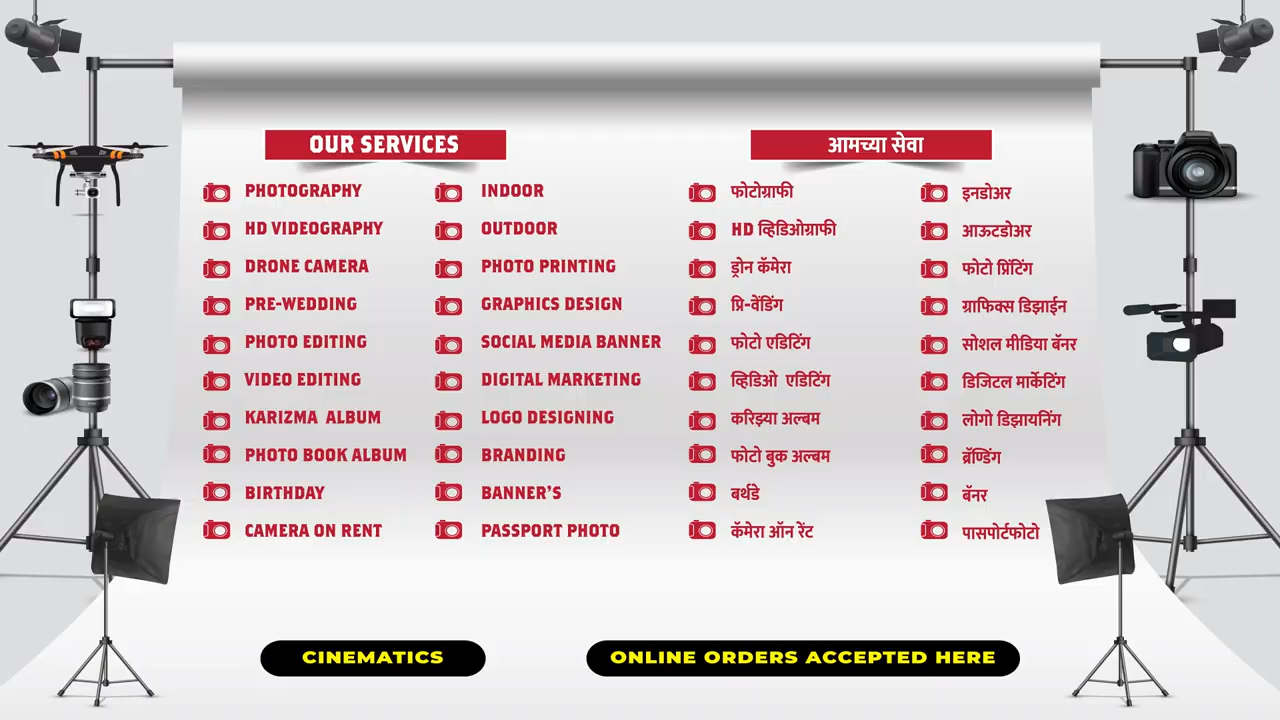 OUR SERVICES
PHOTOGRAPHY
HD VIDEOGRAPHY
DRONE CAMERA
PRE-WEDDING
PHOTO EDITING
VIDEO EDITING
KARIZMA ALBUM
PHOTO BOOK ALBUM
BIRTHDAY
CAMERA ON RENT
INDOOR
OUTDOOR
PHOTO PRINTING
GRAPHICS DESIGN
SOCIAL MEDIA BANNER
DIGITAL MARKETING
LOGO DESIGNING
BRANDING
BANNER'S
PASSPORT PHOTO
आमच्या सेवा
फोटोग्राफी
HD व्हिडिओग्राफी
ड्रोन कॅमेरा
प्रि-वेंडिंग
फोटो एडिटिंग
व्हिडिओ एडिटिंग
करिझ्या अल्बम
फोटो बुक अल्बम
बर्थडे
कॅमेरा ऑन रेंट
इनडोअर
आऊटडोअर
फोटो प्रिंटिंग
ग्राफिक्स डिझाईन
सोशल मीडिया बॅनर
डिजिटल मार्केटिंग
लोगो डिझायनिंग
ब्रॅण्डिंग
बॅनर
पासपोर्टफोटो
CINEMATICS
ONLINE ORDERS ACCEPTED HERE